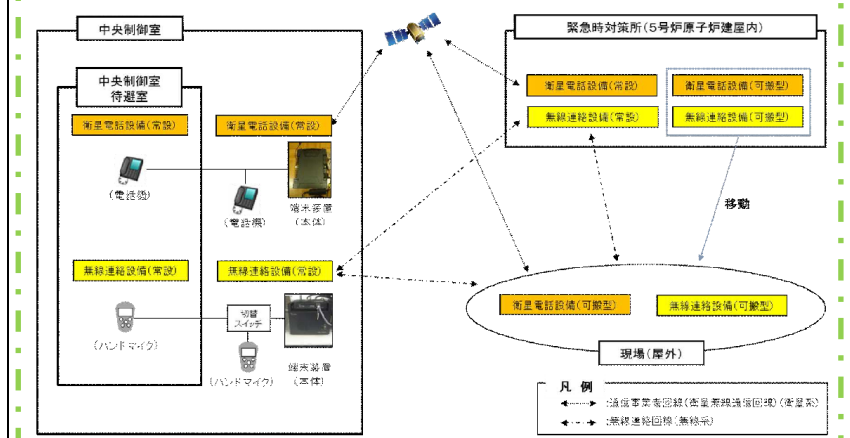 中央制御室
中央制御室
待避室
衛星電話設備(常設)
衛星電話設備(常設)
(電話機)
(電話機)
端末装置
(本体)
無線連絡設備(常設)
無線連絡設備(常設)
切替
スイッチ
(ハンドマイク)
(ハンドマイク)
端末装置
(本体)
緊急時対策所(5号炉原子炉建屋内)
衛星電話設備(常設)
衛星電話設備(可搬型)
無線連絡設備(常設)
無線連絡設備(可搬型)
移動
衛星電話設備(可搬型)
無線連絡設備(可搬型)
現場(屋外)
凡 例
:通信事業者回線(衛星無線通信回線)(衛星系)
:無線連絡回線(無線系)